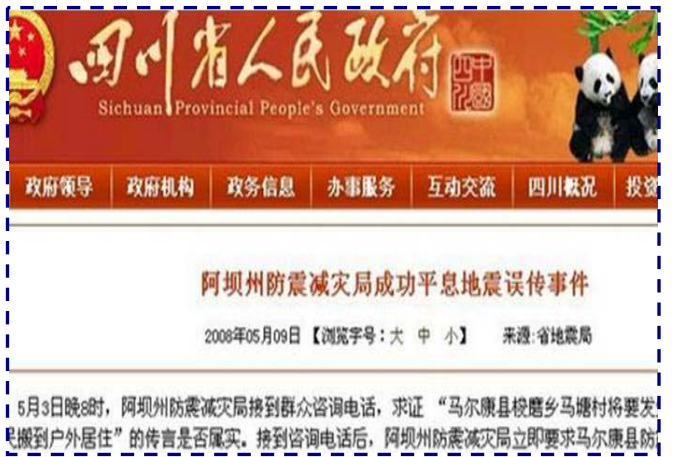 四川省人民政府
Sichuan Provincial People's Government
中國四川
政府领导 政府机构 政务信息 办事服务 互动交流 四川概况 投资
阿坝州防震减灾局成功平息地震误传事件
2008年05月09日 【浏览字号：大 中 小】 来源：省地震局
5月3日晚8时，阿坝州防震减灾局接到群众咨询电话，求证 “马尔康县梭磨乡马塘村将要发
民搬到户外居住”的传言是否属实。接到咨询电话后，阿坝州防震减灾局立即要求马尔康县防